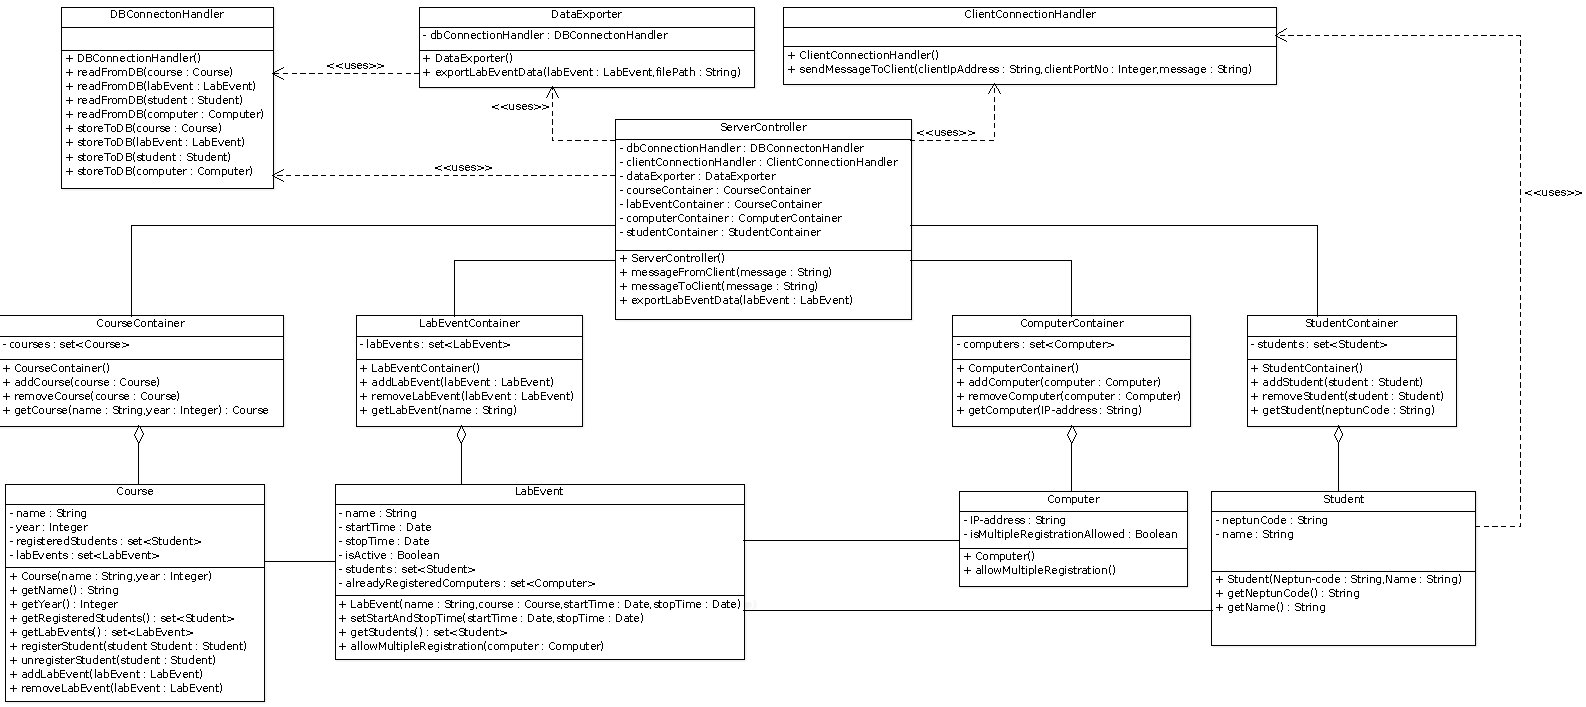 DBConnectonHandler
+ DBConnectionHandler()
+ readFromDB(course : Course)
+ readFromDB(labEvent : LabEvent)
+ readFromDB(student : Student)
+ readFromDB(computer : Computer)
+ storeToDB(course : Course)
+ storeToDB(labEvent : LabEvent)
+ storeToDB(student : Student)
+ storeToDB(computer : Computer)
<<uses>>
DataExporter
- dbConnectionHandler : DBConnectonHandler
+ DataExporter()
+ exportLabEventData(labEvent : LabEvent,filePath : String)
ClientConnectionHandler
+ ClientConnectionHandler()
+ sendMessageToClient(clientIpAddress : String,clientPortNo : Integer,message : String)
<<uses>>
<<uses>>
<<uses>>
<<uses>>
ServerController
- dbConnectionHandler : DBConnectonHandler
- clientConnectionHandler : ClientConnectionHandler
- dataExporter : DataExporter
- courseContainer : CourseContainer
- labEventContainer : CourseContainer
- computerContainer : ComputerContainer
- studentContainer : StudentContainer
+ ServerController()
+ messageFromClient(message : String)
+ messageToClient(message : String)
+ exportLabEventData(labEvent : LabEvent)
CourseContainer
- courses : set<Course>
+ CourseContainer()
+ addCourse(course : Course)
+ removeCourse(course : Course)
+ getCourse(name : String,year : Integer) : Course
LabEventContainer
- labEvents : set<LabEvent>
+ LabEventContainer()
+ addLabEvent(labEvent : LabEvent)
+ removeLabEvent(labEvent : LabEvent)
+ getLabEvent(name : String)
ComputerContainer
- computers : set<Computer>
+ ComputerContainer()
+ addComputer(computer : Computer)
+ removeComputer(computer : Computer)
+ getComputer(IP-address : String)
StudentContainer
- students : set<Student>
+ StudentContainer()
+ addStudent(student : Student)
+ removeStudent(student : Student)
+ getStudent(neptunCode : String)
Course
- name : String
- year : Integer
- registeredStudents : set<Student>
- labEvents : set<LabEvent>
+ Course(name : String,year : Integer)
+ getName() : String
+ getYear() : Integer
+ getRegisteredStudents() : set<Student>
+ getLabEvents() : set<LabEvent>
+ registerStudent(student Student : Student)
+ unregisterStudent(student : Student)
+ addLabEvent(labEvent : LabEvent)
+ removeLabEvent(labEvent : LabEvent)
LabEvent
- name : String
- startTime : Date
- stopTime : Date
- isActive : Boolean
- students : set<Student>
- alreadyRegisteredComputers : set<Computer>
+ LabEvent(name : String,course : Course,startTime : Date,stopTime : Date)
+ setStartAndStopTime(startTime : Date,stopTime : Date)
+ getStudents() : set<Student>
+ allowMultipleRegistration(computer : Computer)
Computer
- IP-address : String
- isMultipleRegistrationAllowed : Boolean
+ Computer()
+ allowMultipleRegistration()
Student
- neptunCode : String
- name : String
+ Student(Neptun-code : String,Name : String)
+ getNeptunCode() : String
+ getName() : String